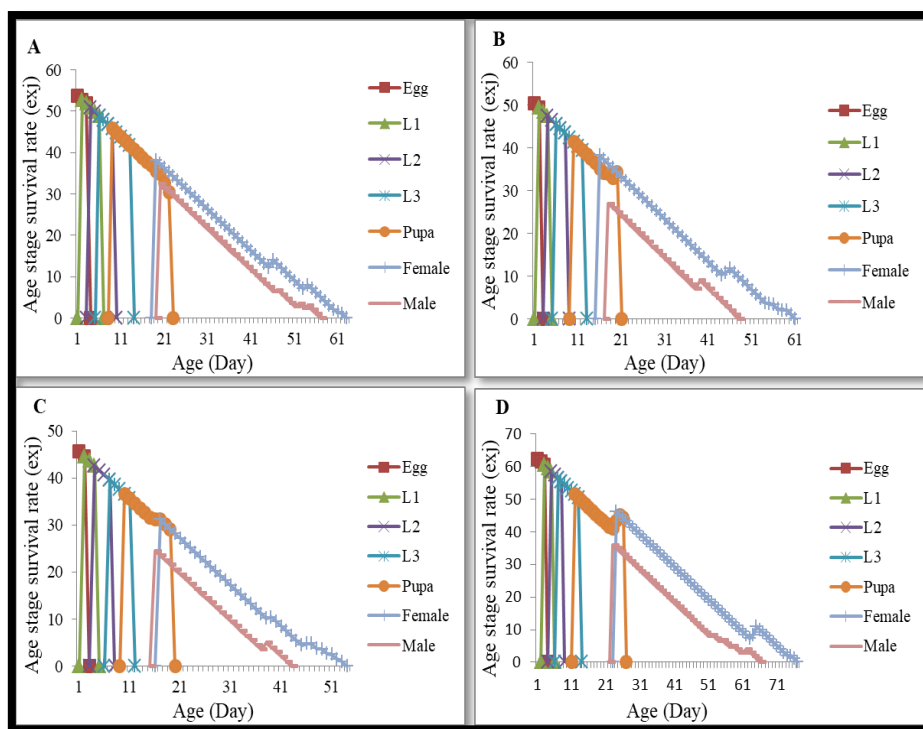 A
Age stage survival rate (exj)
60
50
40
30
20
10
0
1 11 21 31 41 51 61
Age (Day)
Egg
L1
L2
L3
Pupa
Female
Male
B
Age stage survival rate (exj)
60
50
40
30
20
10
0
1 11 21 31 41 51 61
Age (Day)
Egg
L1
L2
L3
Pupa
Female
Male
C
Age stage survival rate (exj)
50
40
30
20
10
0
1 11 21 31 41 51
Age (Day)
Egg
L1
L2
L3
Pupa
Female
Male
D
Age stage survival rate (exj)
70
60
50
40
30
20
10
0
1 11 21 31 41 51 61 71
Age (Day)
Egg
L1
L2
L3
Pupa
Female
Male